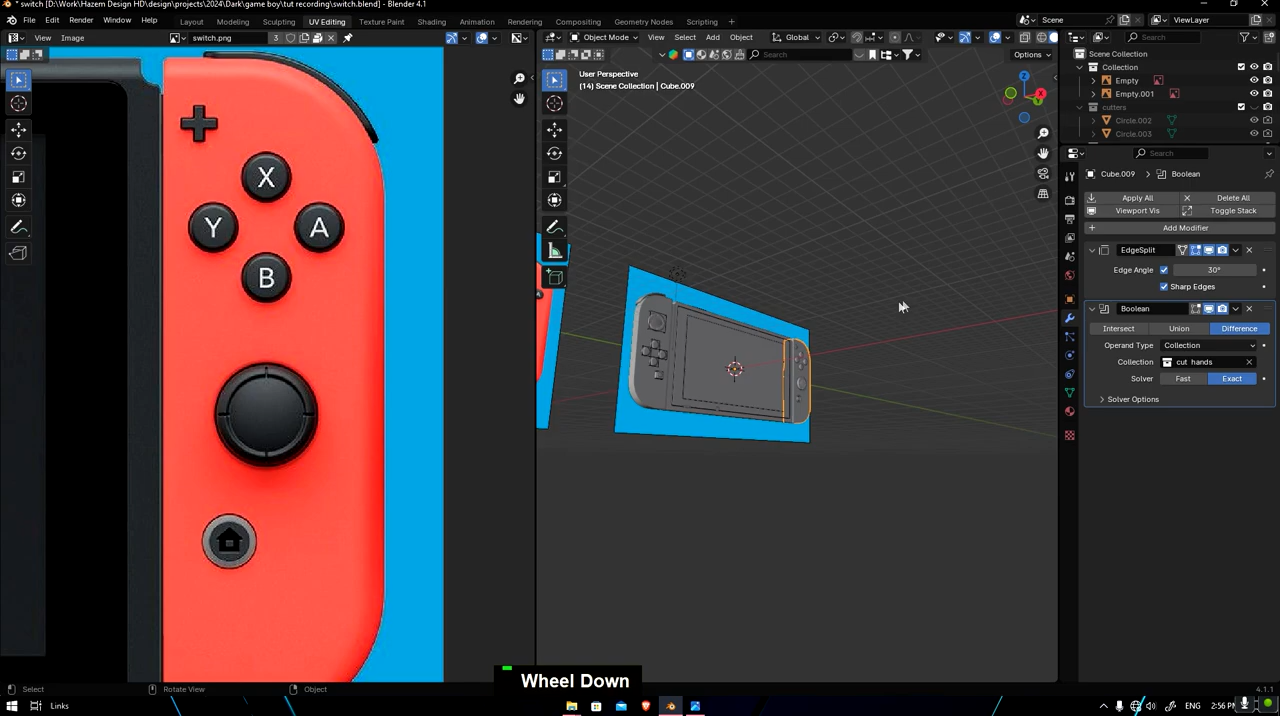 * switch [D:\Work\Hazem Design HD\design\projects\2024\Dark\game boy\tut recording\switch.blend] - Blender 4.1
File Edit Render Window Help Layout Modeling Sculpting UV Editing Texture Paint Shading Animation Rendering Compositing Geometry Nodes Scripting Scene ViewLayer
View Image switch.png 3 Object Mode View Select Add Object Global Search
Search Options
User Perspective
(14) Scene Collection | Cube.009
Scene Collection
Collection
Empty
Empty.001
cutters
Circle.002
Circle.003
Search
Cube.009 Boolean
Apply All Delete All
Viewport Vis Toggle Stack
Add Modifier
EdgeSplit
Edge Angle 30°
Sharp Edges
Boolean
Intersect Union Difference
Operand Type Collection
Collection cut hands
Solver Fast Exact
Solver Options
X
Y A
B
Wheel Down
Select Rotate View Object 4.1.1
Links ENG 2:56 PM